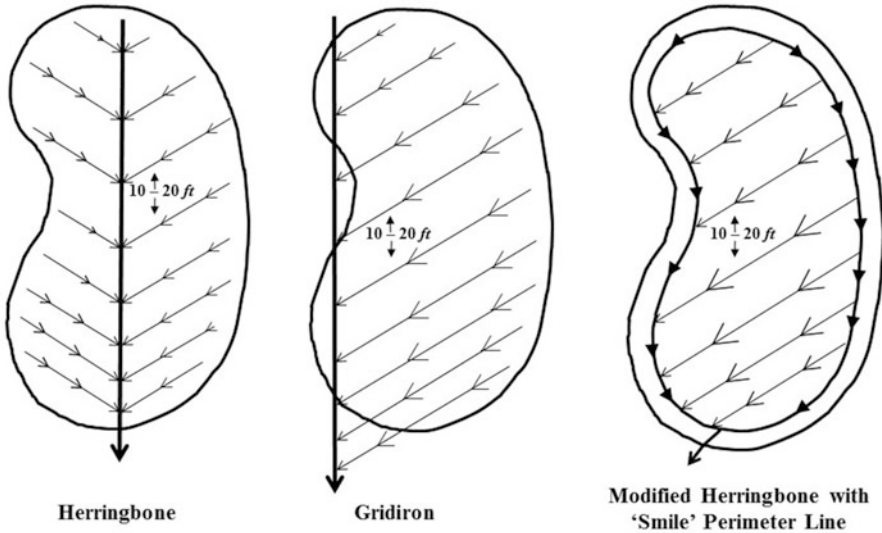 10 – 20 ft
10 – 20 ft
10 – 20 ft
Herringbone
Gridiron
Modified Herringbone with
‘Smile’ Perimeter Line